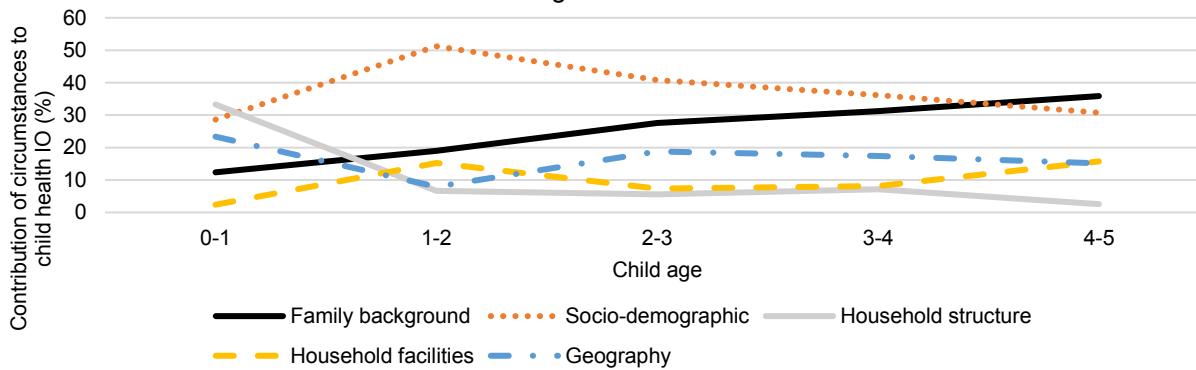 60
50
40
30
20
10
0
Contribution of circumstances to
child health IO (%)
0-1 1-2 2-3 3-4 4-5
Child age
Family background Socio-demographic Household structure
Household facilities Geography